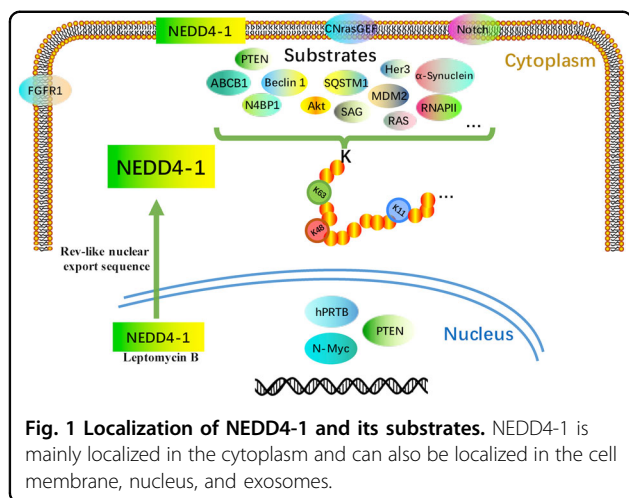 NEDD4-1
CNrasGEF
Notch
Substrates
Cytoplasm
PTEN
Her3
α-Synuclein
FGFR1
ABCB1
Beclin 1
SQSTM1
MDM2
N4BP1
Akt
SAG
RNAPII
RAS
...
K
NEDD4-1
K63
...
K11
K48
Rev-like nuclear
export sequence
hPRTB
PTEN
Nucleus
NEDD4-1
Leptomycin B
N-Myc
Fig. 1 Localization of NEDD4-1 and its substrates. NEDD4-1 is
mainly localized in the cytoplasm and can also be localized in the cell
membrane, nucleus, and exosomes.